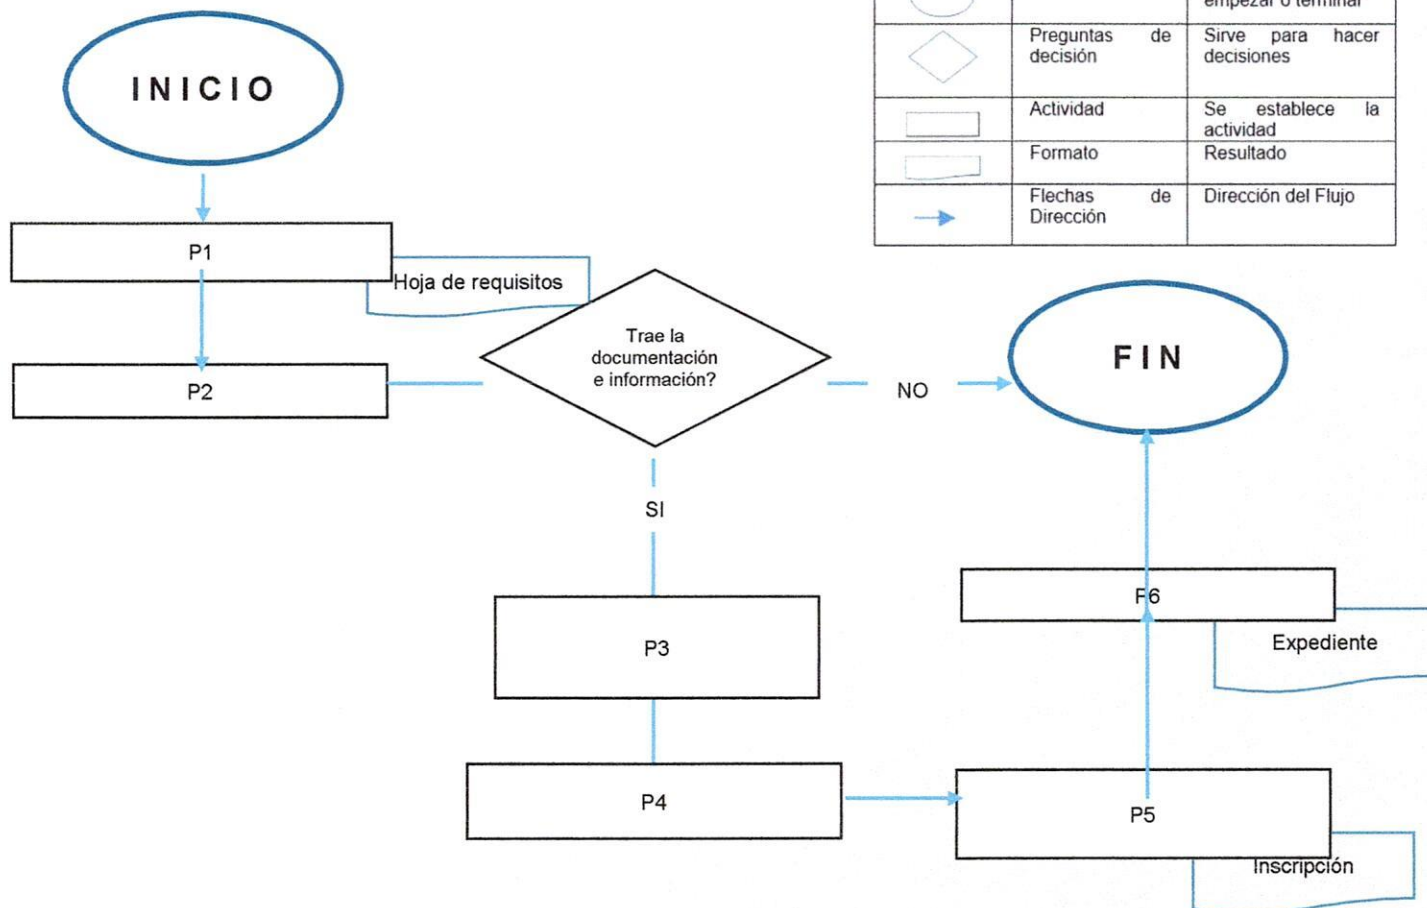 empezar o terminar
Preguntas de
decisión
Sirve para hacer
decisiones
Actividad
Se establece la
actividad
Formato
Resultado
Flechas de
Dirección
Dirección del Flujo
INICIO
P1
Hoja de requisitos
P2
Trae la
documentación
e información?
NO
FIN
SI
P3
P4
P5
Inscripción
P6
Expediente